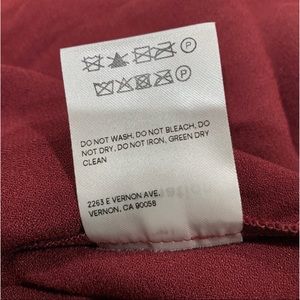 P
P
DO NOT WASH, DO NOT BLEACH, DO
NOT DRY, DO NOT IRON, GREEN DRY
CLEAN
2263 E VERNON AVE.
VERNON, CA 90058